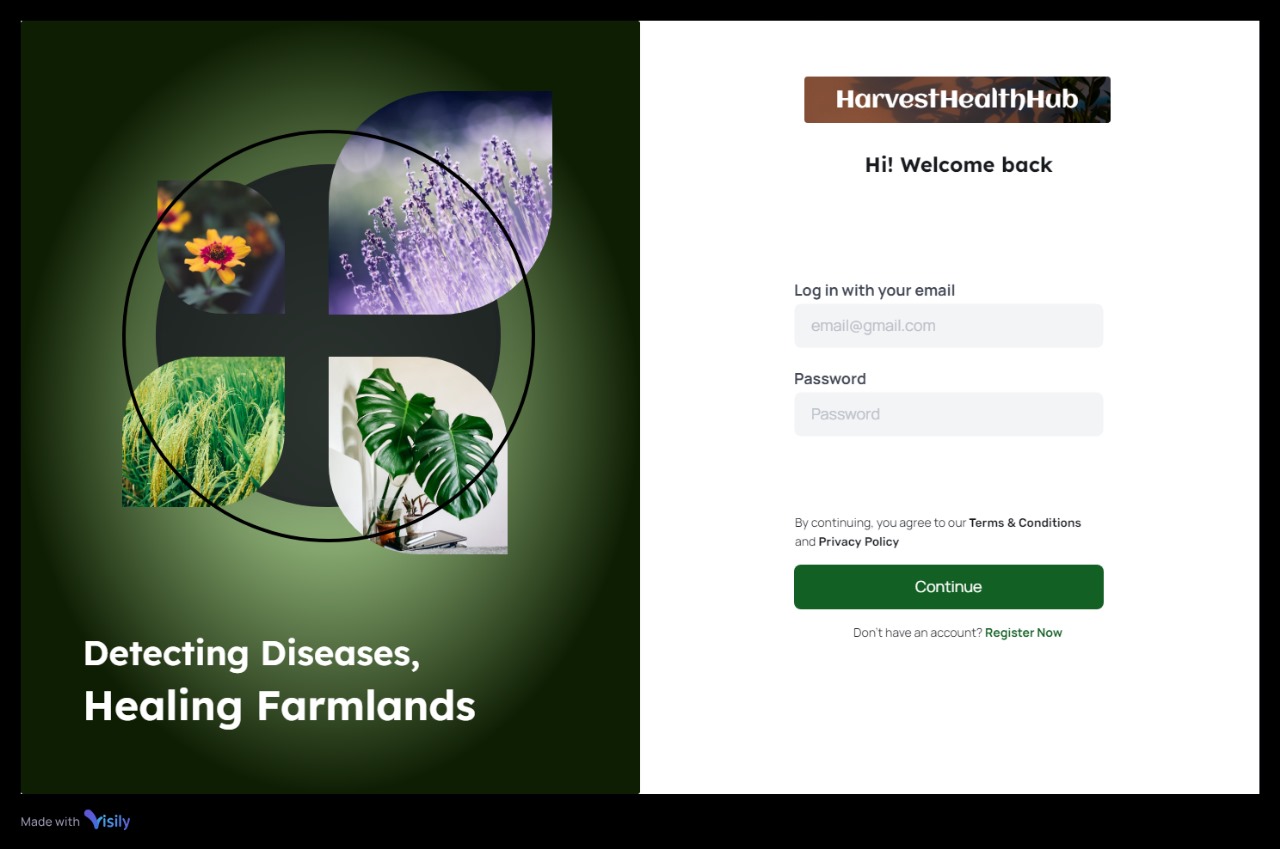 HarvestHealthHub
Hi! Welcome back
Log in with your email
email@gmail.com
Password
Password
By continuing, you agree to our Terms & Conditions
and Privacy Policy
Continue
Don't have an account? Register Now
Detecting Diseases,
Healing Farmlands
Made with Visily